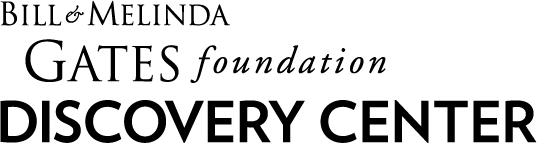 BILL & MELINDA
GATES foundation
DISCOVERY CENTER